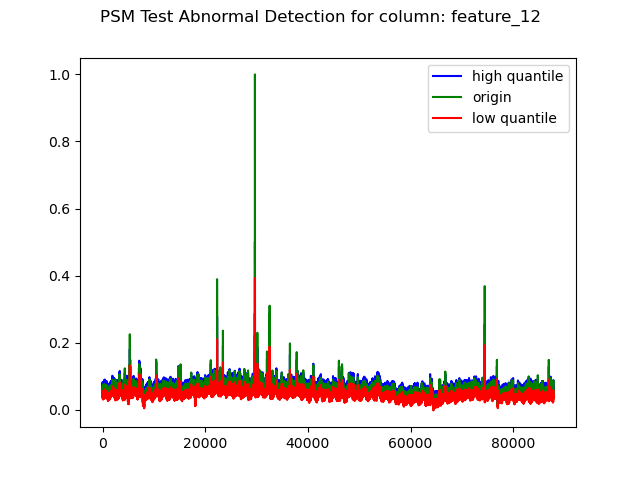 PSM Test Abnormal Detection for column: feature_12
high quantile
origin
low quantile
1.0
0.8
0.6
0.4
0.2
0.0
0
20000
40000
60000
80000